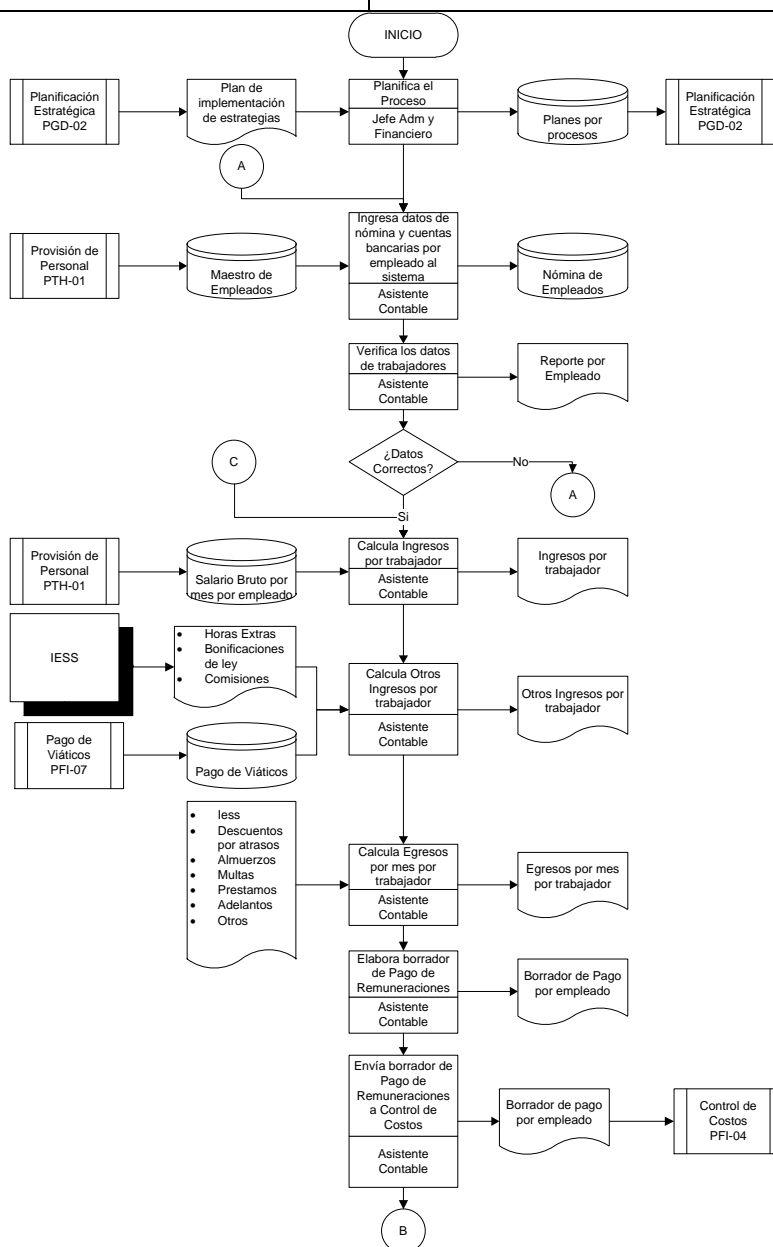 INICIO
Planificación
Estratégica
PGD-02
Plan de
implementación
de estrategias
Planifica el
Proceso
Jefe Adm y
Financiero
Planes por
procesos
Planificación
Estratégica
PGD-02
A
Provisión de
Personal
PTH-01
Maestro de
Empleados
Ingresa datos de
nómina y cuentas
bancarias por
empleado al
sistema
Asistente
Contable
Nómina de
Empleados
Verifica los datos
de trabajadores
Asistente
Contable
Reporte por
Empleado
C
¿Datos
Correctos?
No
A
Si
Provisión de
Personal
PTH-01
Salario Bruto por
mes por empleado
Calcula Ingresos
por trabajador
Asistente
Contable
Ingresos por
trabajador
IESS
• Horas Extras
• Bonificaciones
de ley
• Comisiones
Calcula Otros
Ingresos por
trabajador
Asistente
Contable
Otros Ingresos por
trabajador
Pago de
Viáticos
PFI-07
Pago de Viáticos
• Iess
• Descuentos
por atrasos
• Almuerzos
• Multas
• Prestamos
• Adelantos
• Otros
Calcula Egresos
por mes por
trabajador
Asistente
Contable
Egresos por mes
por trabajador
Elabora borrador
de Pago de
Remuneraciones
Asistente
Contable
Borrador de Pago
por empleado
Envía borrador de
Pago de
Remuneraciones
a Control de
Costos
Asistente
Contable
Borrador de pago
por empleado
Control de
Costos
PFI-04
B